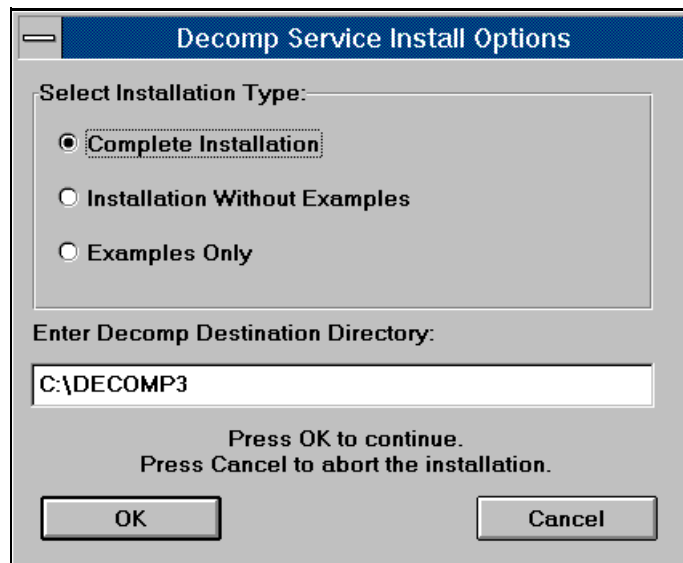 Decomp Service Install Options
Select Installation Type:
Complete Installation
Installation Without Examples
Examples Only
Enter Decomp Destination Directory:
C:\DECOMP3
Press OK to continue.
Press Cancel to abort the installation.
OK
Cancel